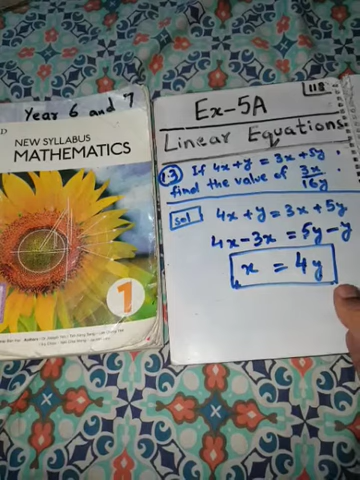 Year 6 and 7
D
NEW SYLLABUS
MATHEMATICS
1
118
Ex-5A
Linear Equations.
(13) If 4x+y = 3x+5y.
find the value of 3x/16y.
sol 4x+y = 3x+5y
4x-3x = 5y-y
x = 4y